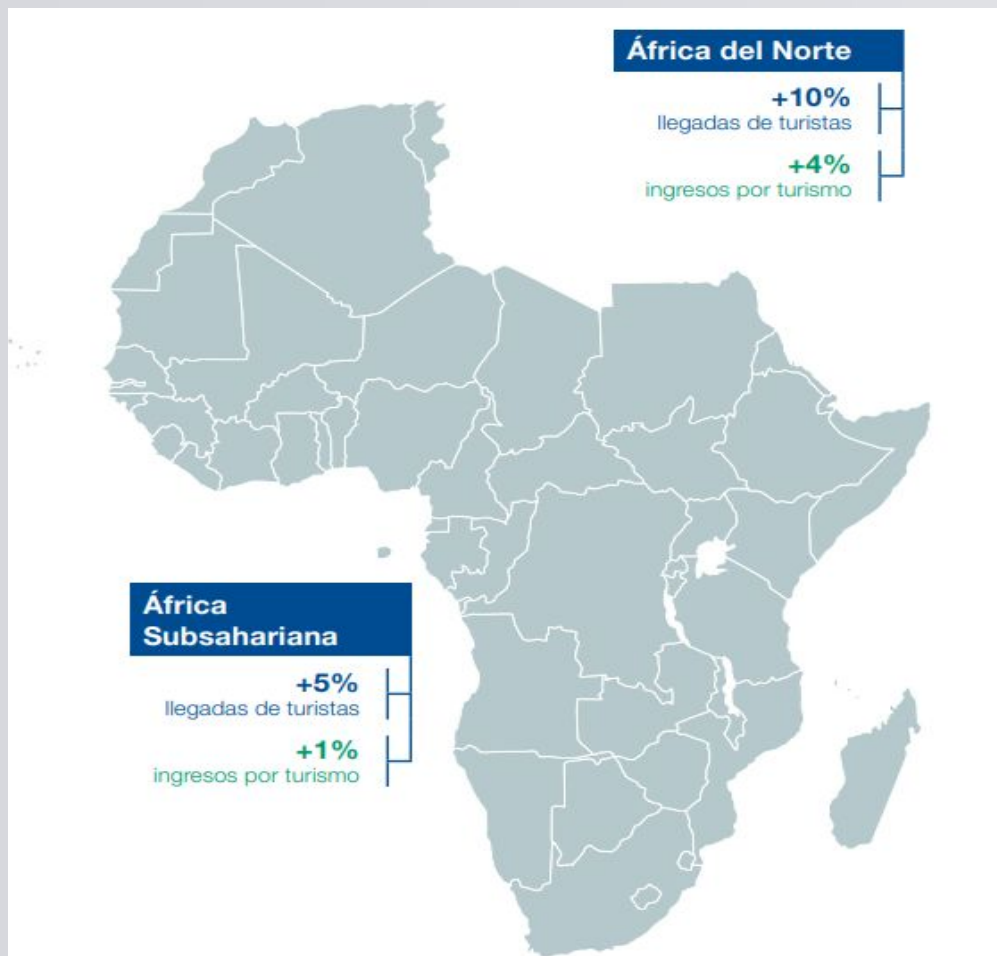 África del Norte
+10%
llegadas de turistas
+4%
ingresos por turismo
África
Subsahariana
+5%
llegadas de turistas
+1%
ingresos por turismo